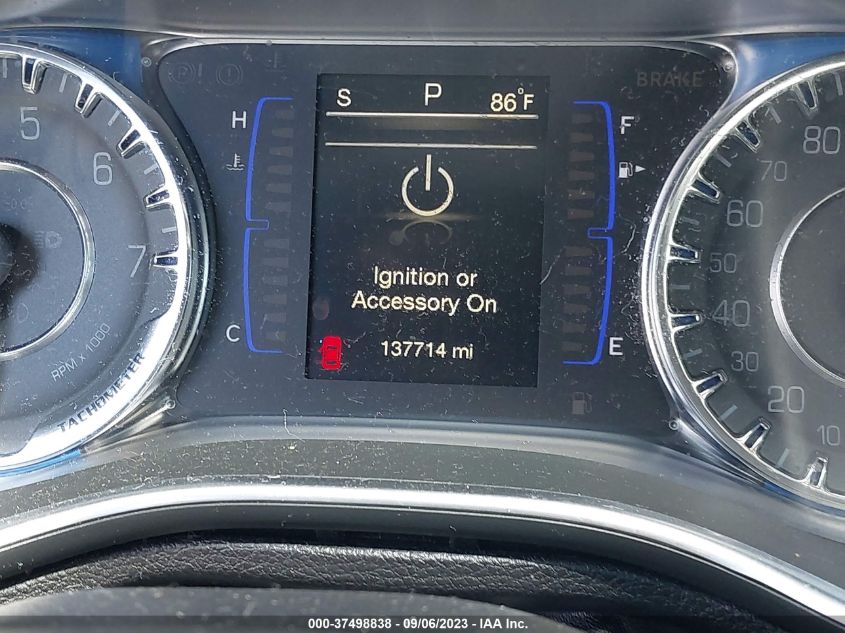 BRAKE
S P 86°F
H
F
5
6
7
80
70
60
50
40
30
20
10
Ignition or
Accessory On
C
E
137714 mi
RPM x 1000
TACHOMETER
000-37498838 - 09/06/2023 - IAA Inc.